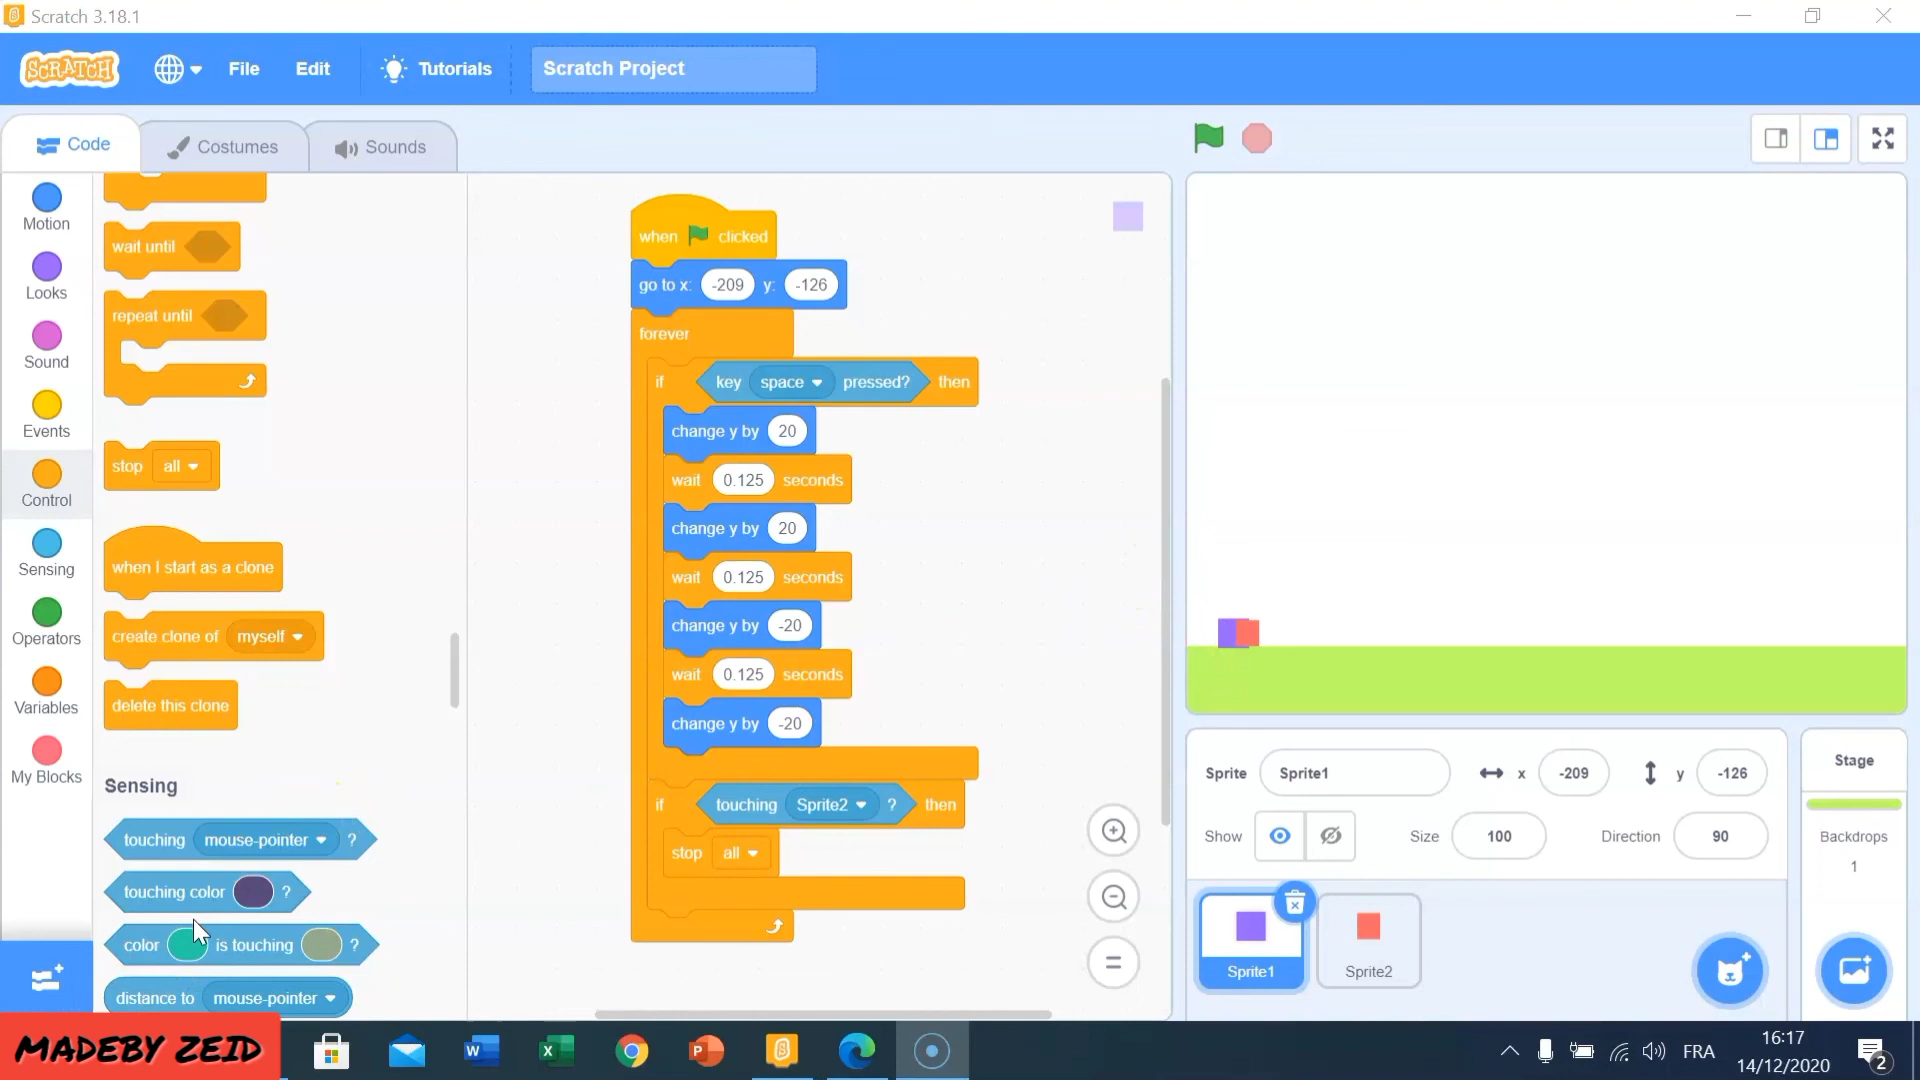 Scratch 3.18.1
SCRATCH
File
Edit
Tutorials
Scratch Project
Code
Costumes
Sounds
Motion
Looks
Sound
Events
Control
Sensing
Operators
Variables
My Blocks
wait until
repeat until
stop all
when I start as a clone
create clone of myself
delete this clone
Sensing
touching mouse-pointer ?
touching color ?
color is touching ?
distance to mouse-pointer
when clicked
go to x: -209 y: -126
forever
if key space pressed? then
change y by 20
wait 0.125 seconds
change y by 20
wait 0.125 seconds
change y by -20
wait 0.125 seconds
change y by -20
if touching Sprite2 ? then
stop all
Sprite Sprite1 x -209 y -126
Show Size 100 Direction 90
Sprite1
Sprite2
Stage
Backdrops
1
MADEBY ZEID
FRA
16:17
14/12/2020
2